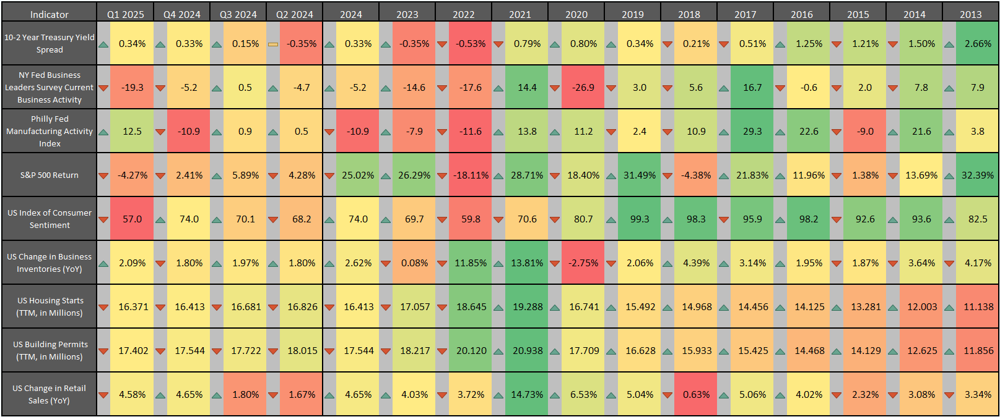 Indicator Q1 2025 Q4 2024 Q3 2024 Q2 2024 2024 2023 2022 2021 2020 2019 2018 2017 2016 2015 2014 2013
10-2 Year Treasury Yield
Spread
0.34% 0.33% 0.15% -0.35% 0.33% -0.35% -0.53% 0.79% 0.80% 0.34% 0.21% 0.51% 1.25% 1.21% 1.50% 2.66%
NY Fed Business
Leaders Survey Current
Business Activity
-19.3 -5.2 0.5 -4.7 -5.2 -14.6 -17.6 14.4 -26.9 3.0 5.6 16.7 -0.6 2.0 7.8 7.9
Philly Fed
Manufacturing Activity
Index
12.5 -10.9 0.9 0.5 -10.9 -7.9 -11.6 13.8 11.2 2.4 10.9 29.3 22.6 -9.0 21.6 3.8
S&P 500 Return -4.27% 2.41% 5.89% 4.28% 25.02% 26.29% -18.11% 28.71% 18.40% 31.49% -4.38% 21.83% 11.96% 1.38% 13.69% 32.39%
US Index of Consumer
Sentiment
57.0 74.0 70.1 68.2 74.0 69.7 59.8 70.6 80.7 99.3 98.3 95.9 98.2 92.6 93.6 82.5
US Change in Business
Inventories (YoY)
2.09% 1.80% 1.97% 1.80% 2.62% 0.08% 11.85% 13.81% -2.75% 2.06% 4.39% 3.14% 1.95% 1.87% 3.64% 4.17%
US Housing Starts
(TTM, in Millions)
16.371 16.413 16.681 16.826 16.413 17.057 18.645 19.288 16.741 15.492 14.968 14.456 14.125 13.281 12.003 11.138
US Building Permits
(TTM, in Millions)
17.402 17.544 17.722 18.015 17.544 18.217 20.120 20.938 17.709 16.628 15.933 15.425 14.468 14.129 12.625 11.856
US Change in Retail
Sales (YoY)
4.58% 4.65% 1.80% 1.67% 4.65% 4.03% 3.72% 14.73% 6.53% 5.04% 0.63% 5.06% 4.02% 2.32% 3.08% 3.34%